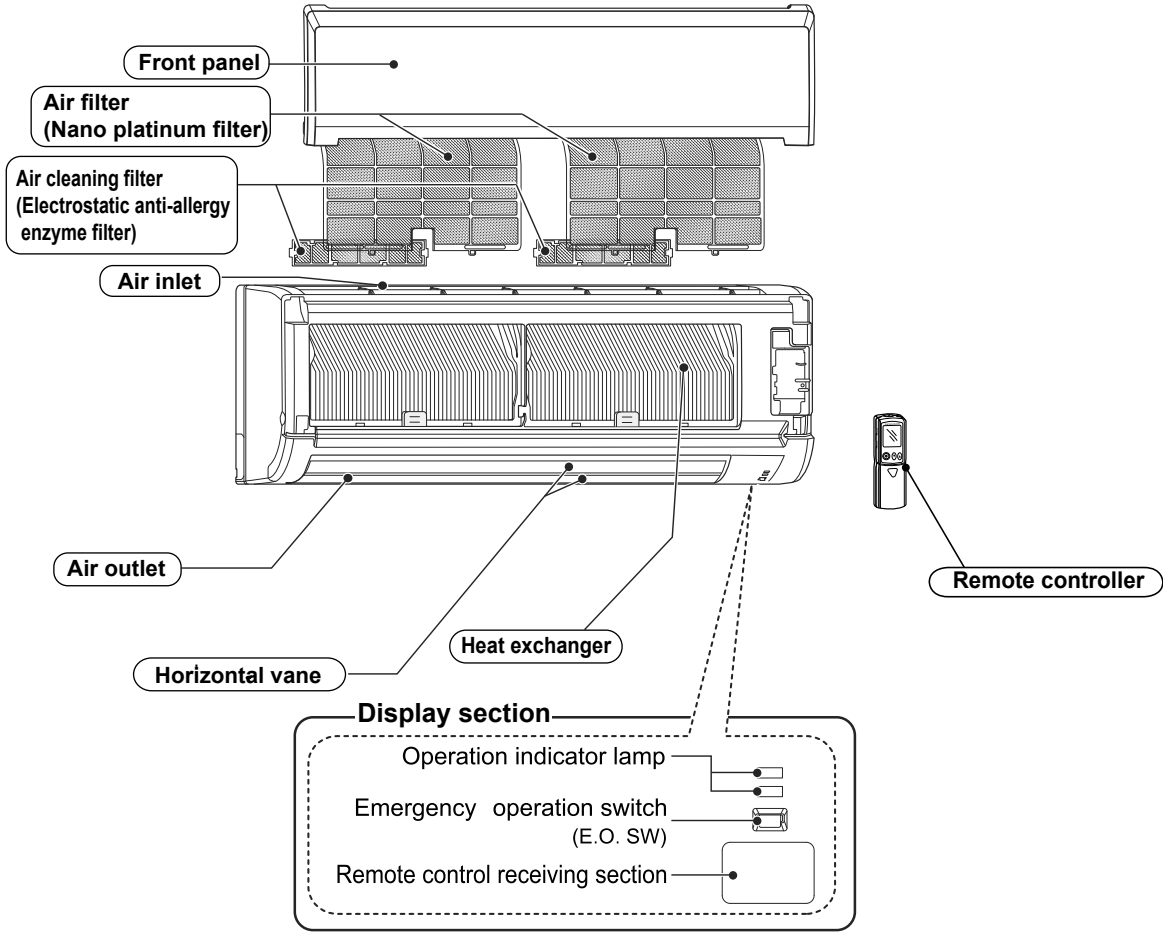 Front panel
Air filter
(Nano platinum filter)
Air cleaning filter
(Electrostatic anti-allergy
enzyme filter)
Air inlet
Air outlet
Remote controller
Heat exchanger
Horizontal vane
Display section
Operation indicator lamp
Emergency operation switch
(E.O. SW)
Remote control receiving section